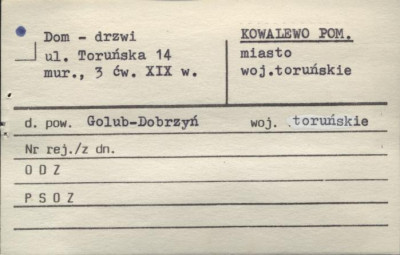 Dom - drzwi
ul. Toruńska 14
mur., 3 ćw. XIX w.
KOWALEWO POM.
miasto
woj.toruńskie
d. pow. Golub-Dobrzyń woj. toruńskie
Nr rej./z dn.
O D Z
P S O Z